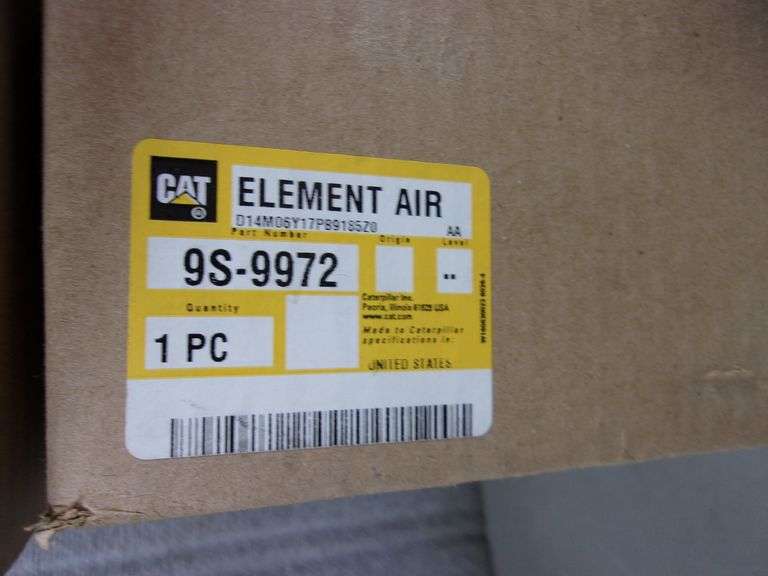 CAT
®
ELEMENT AIR
D14M06Y17PB9185Z0
AA
Part Number
Origin
Level
9S-9972
Quantity
1 PC
Caterpillar Inc.
Peoria, Illinois 61629 USA
www.cat.com
Made to Caterpillar
specifications in:
UNITED STATES